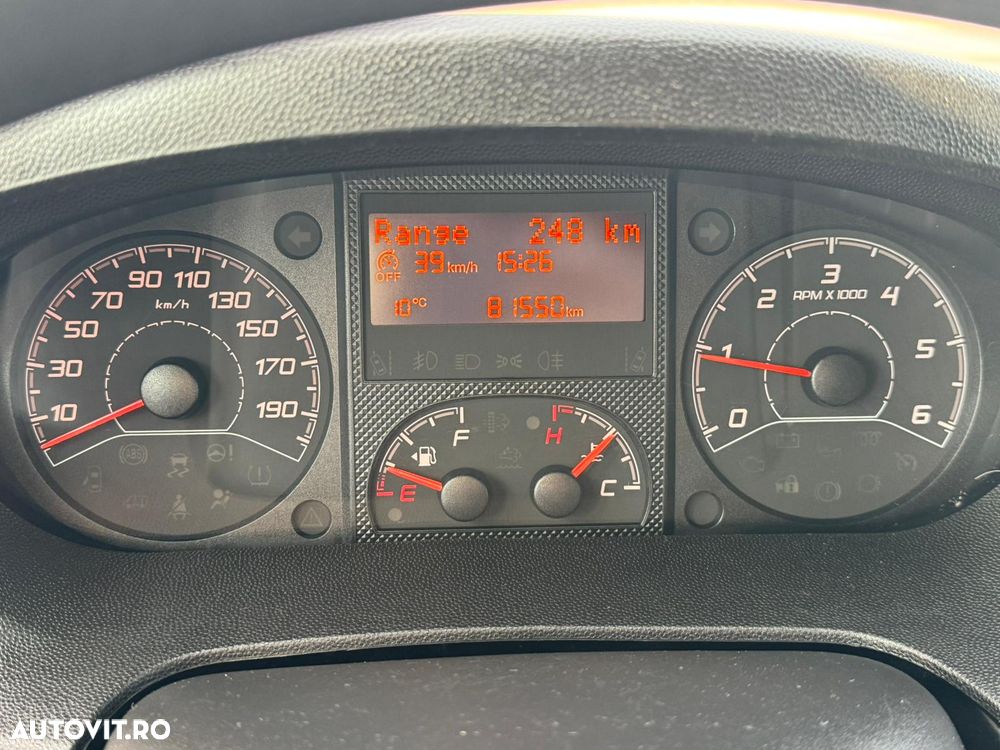 Range 248 km
OFF 39 km/h 15:26
10°C 81550 km
10 30 50 70 90 110 130 150 170 190
km/h
(ABS)
F
E
H
C
0 1 2 3 4 5 6
RPM X 1000
AUTOVIT.RO